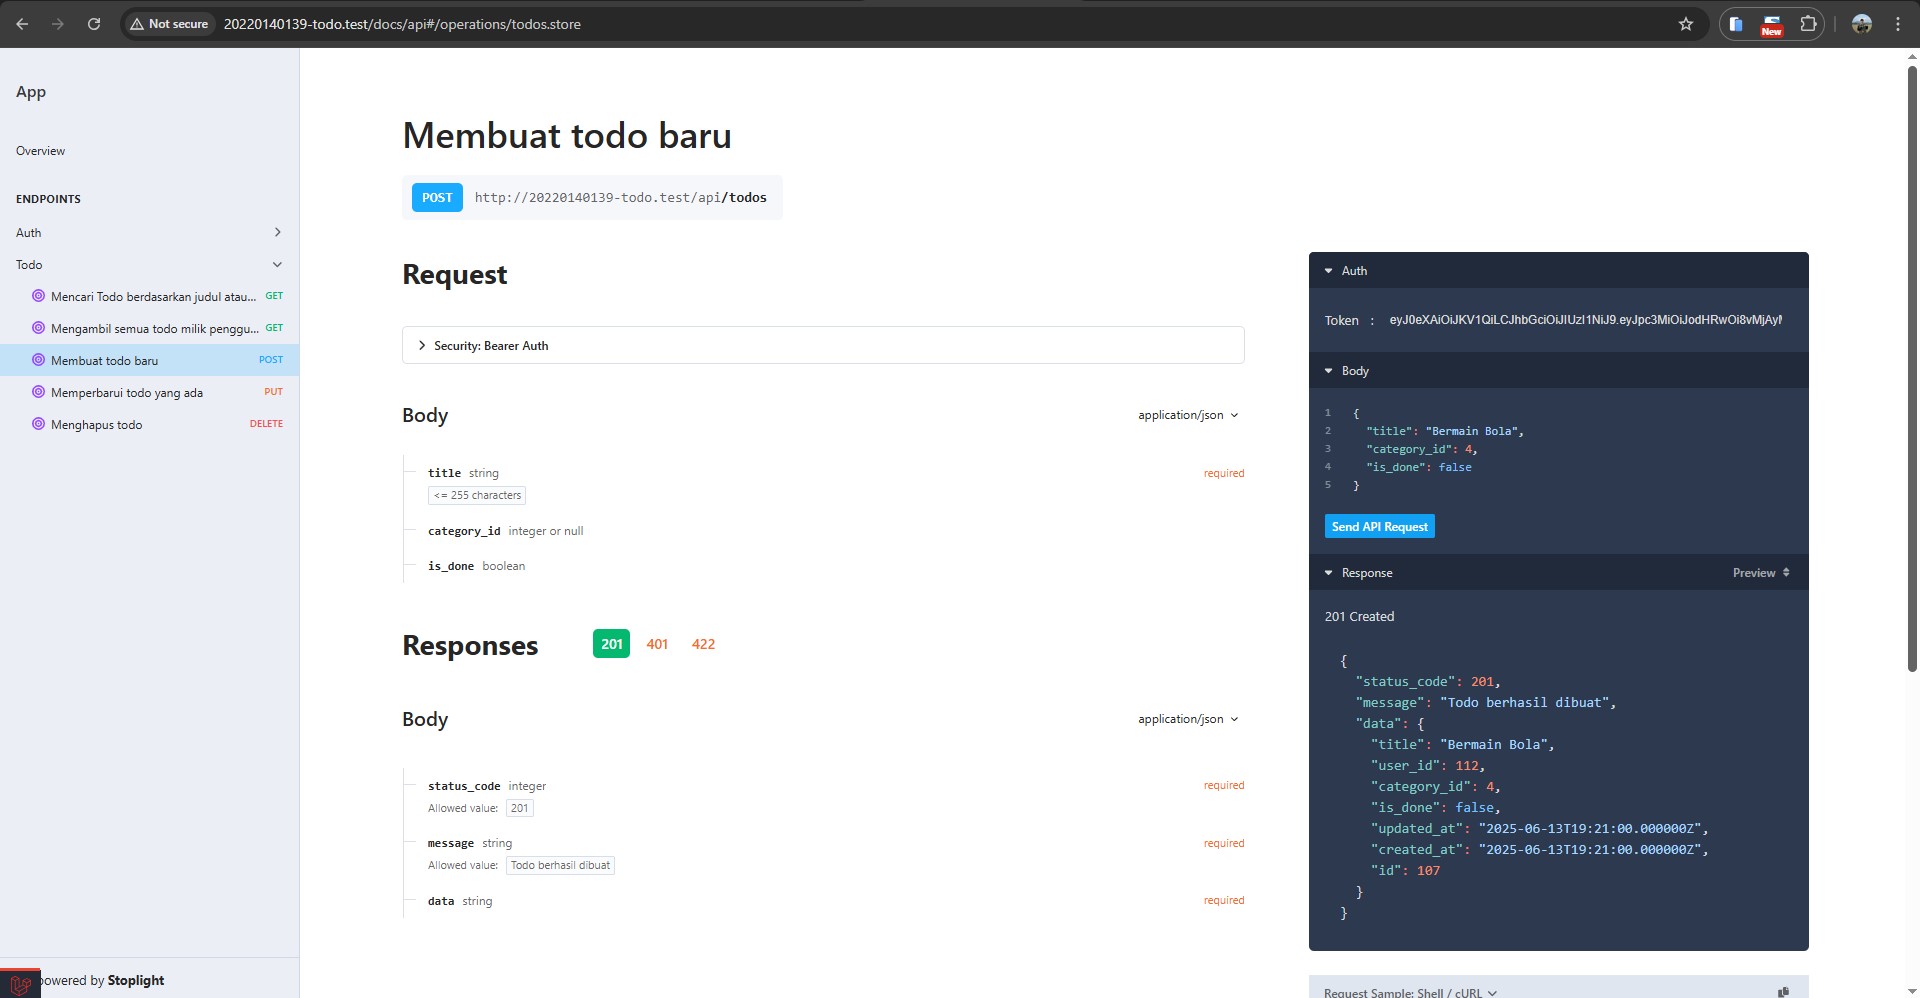 Not secure
20220140139-todo.test/docs/api#/operations/todos.store
New
App
Overview
ENDPOINTS
Auth
Todo
Mencari Todo berdasarkan judul atau... GET
Mengambil semua todo milik penggu... GET
Membuat todo baru POST
Memperbarui todo yang ada PUT
Menghapus todo DELETE
powered by Stoplight
Membuat todo baru
POST http://20220140139-todo.test/api/todos
Request
Security: Bearer Auth
Body application/json
title string required
<= 255 characters
category_id integer or null
is_done boolean
Responses 201 401 422
Body application/json
status_code integer required
Allowed value: 201
message string required
Allowed value: Todo berhasil dibuat
data string required
Auth
Token : eyJ0eXAiOiJKV1QiLCJhbGciOiJIUzI1NiJ9.eyJpc3MiOiJodHRwOi8vMjAyM
Body
1 {
2 "title": "Bermain Bola",
3 "category_id": 4,
4 "is_done": false
5 }
Send API Request
Response Preview
201 Created
{
"status_code": 201,
"message": "Todo berhasil dibuat",
"data": {
"title": "Bermain Bola",
"user_id": 112,
"category_id": 4,
"is_done": false,
"updated_at": "2025-06-13T19:21:00.000000Z",
"created_at": "2025-06-13T19:21:00.000000Z",
"id": 107
}
}
Request Sample: Shell / cURL